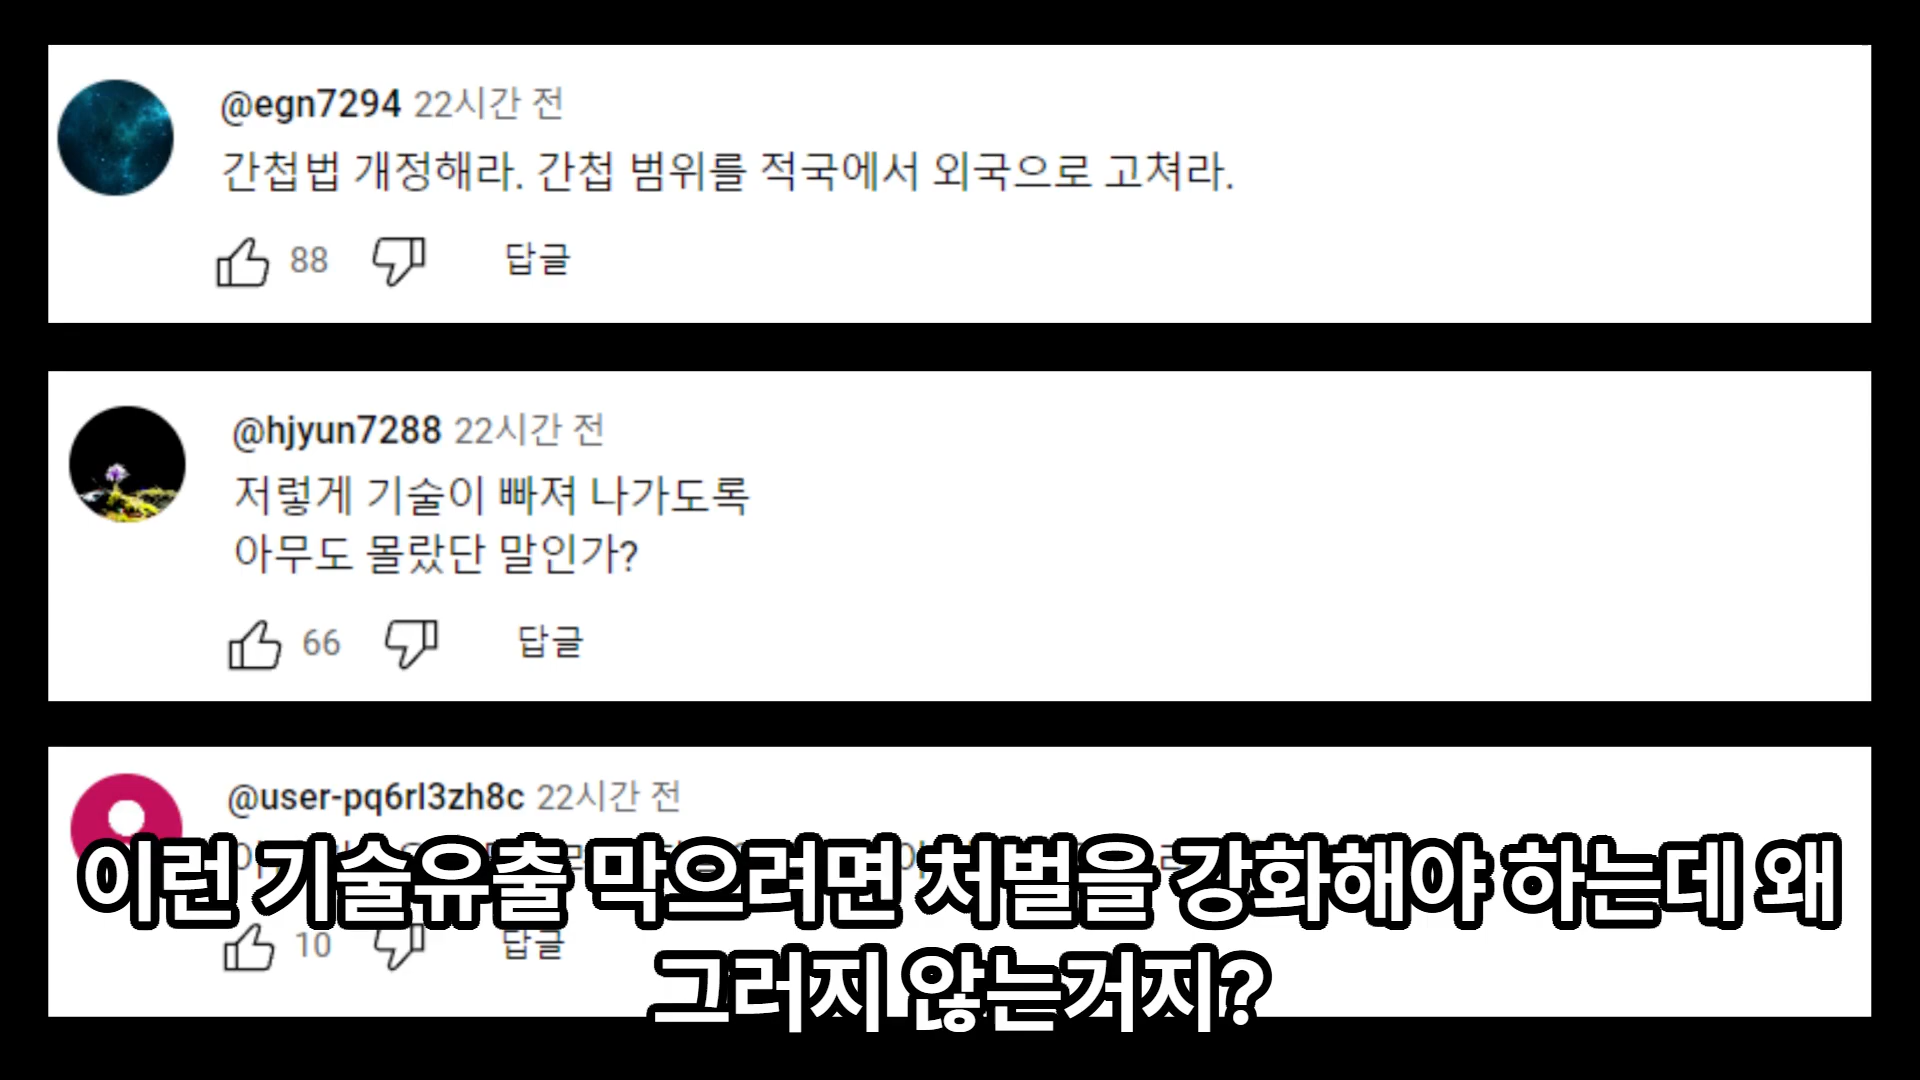 @egn7294 22시간 전
간첩법 개정해라. 간첩 범위를 적국에서 외국으로 고쳐라.
88 답글
@hjyun7288 22시간 전
저렇게 기술이 빠져 나가도록
아무도 몰랐단 말인가?
66 답글
@user-pq6rl3zh8c 22시간 전
이런 기술유출 막으려면 처벌을 강화해야 하는데 왜
10 답글
그러지 않는거지?